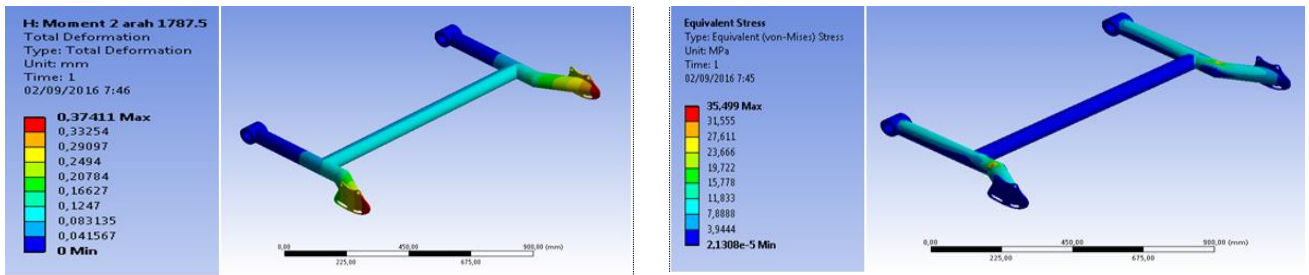 H: Moment 2 arah 1787.5
Total Deformation
Type: Total Deformation
Unit: mm
Time: 1
02/09/2016 7:46
0,37411 Max
0,33254
0,29097
0,2494
0,20784
0,16627
0,1247
0,083135
0,041567
0 Min
0,00 450,00 900,00 (mm)
225,00 675,00
Equivalent Stress
Type: Equivalent (von-Mises) Stress
Unit: MPa
Time: 1
02/09/2016 7:45
35,499 Max
31,555
27,611
23,666
19,722
15,778
11,833
7,8888
3,9444
2,1308e-5 Min
0,00 450,00 900,00 (mm)
225,00 675,00